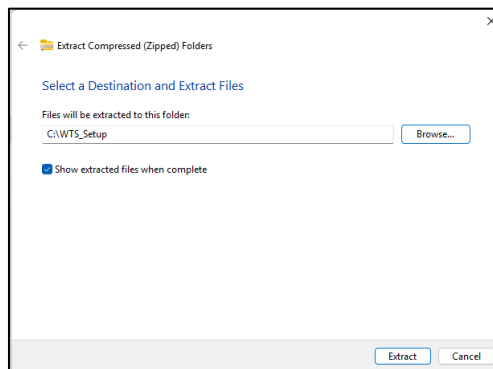 Extract Compressed (Zipped) Folders
Select a Destination and Extract Files
Files will be extracted to this folder:
C:\WTS_Setup
Browse...
Show extracted files when complete
Extract
Cancel